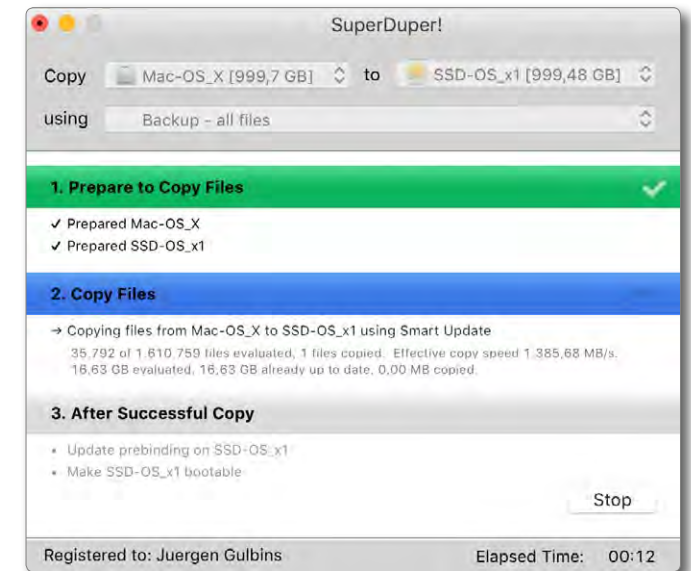 SuperDuper!
Copy Mac-OS_X [999,7 GB] to SSD-OS_x1 [999,48 GB]
using Backup – all files
1. Prepare to Copy Files
✓ Prepared Mac-OS_X
✓ Prepared SSD-OS_x1
2. Copy Files
→ Copying files from Mac-OS_X to SSD-OS_x1 using Smart Update
35.792 of 1.610.759 files evaluated, 1 files copied. Effective copy speed 1.385,68 MB/s.
16,63 GB evaluated, 16,63 GB already up to date, 0,00 MB copied.
3. After Successful Copy
• Update prebinding on SSD-OS_x1
• Make SSD-OS_x1 bootable
Stop
Registered to: Juergen Gulbins Elapsed Time: 00:12